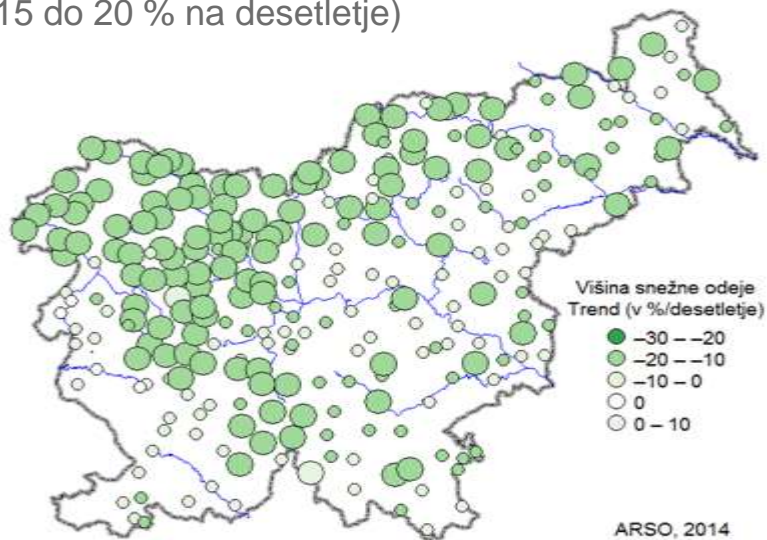 15 do 20 % na desetletje)
Višina snežne odeje
Trend (v %/desetletje)
–30 – –20
–20 – –10
–10 – 0
0
0 – 10
ARSO, 2014